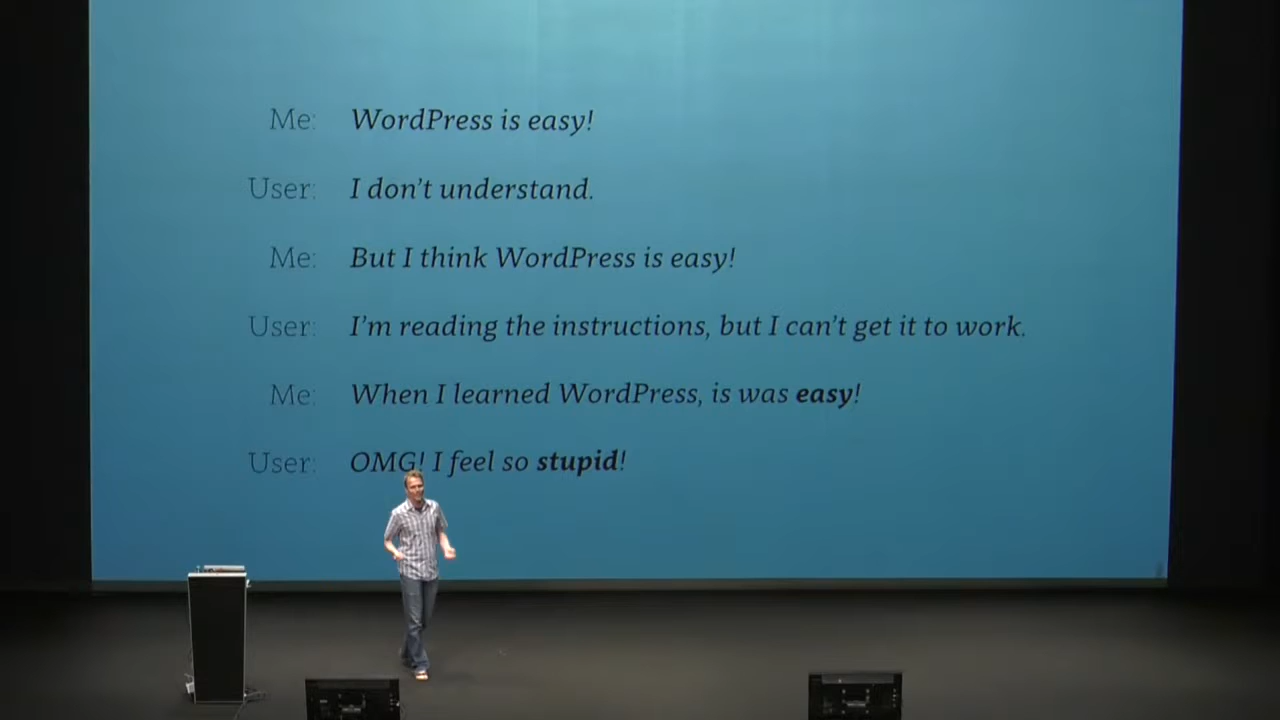 Me: WordPress is easy!
User: I don't understand.
Me: But I think WordPress is easy!
User: I'm reading the instructions, but I can't get it to work.
Me: When I learned WordPress, is was easy!
User: OMG! I feel so stupid!